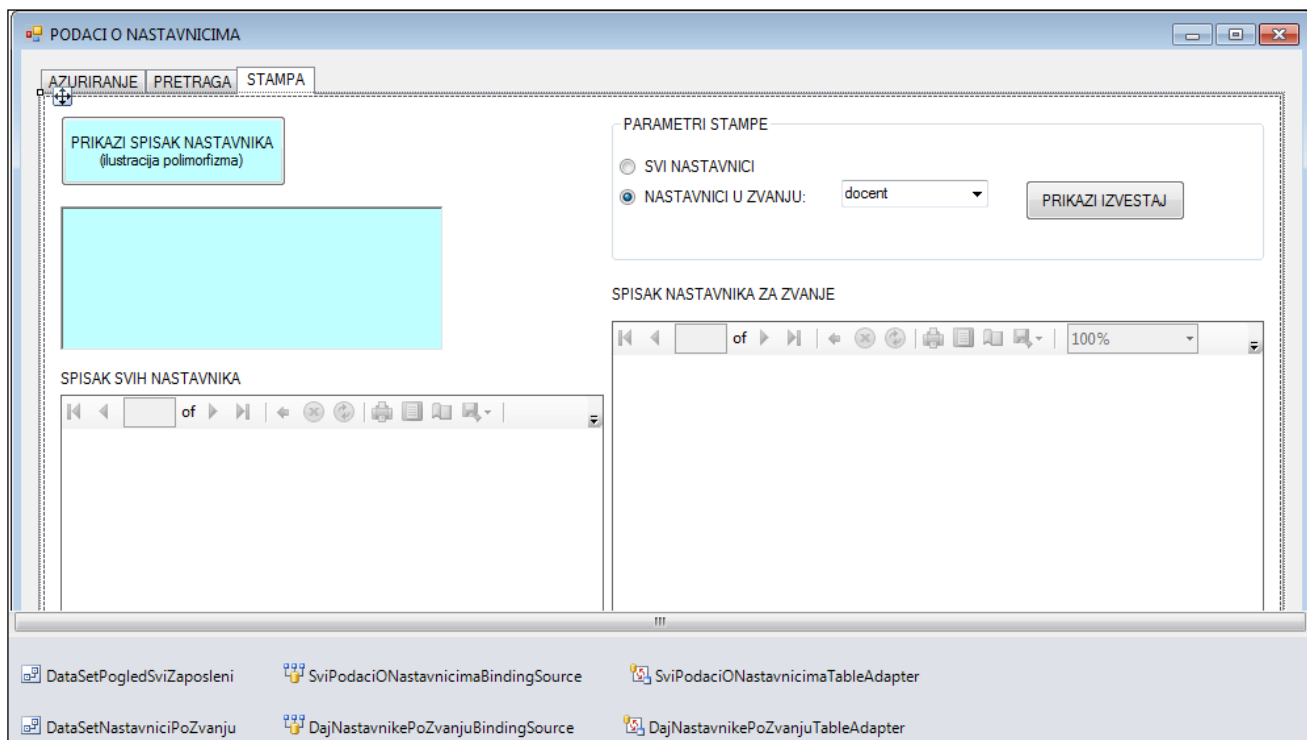 PODACI O NASTAVNICIMA
AZURIRANJE PRETRAGA STAMPA
PRIKAZI SPISAK NASTAVNIKA
(ilustracija polimorfizma)
PARAMETRI STAMPE
SVI NASTAVNICI
NASTAVNICI U ZVANJU: docent
PRIKAZI IZVESTAJ
SPISAK NASTAVNIKA ZA ZVANJE
of 100%
SPISAK SVIH NASTAVNIKA
of
DataSetPogledSviZaposleni SviPodaciONastavnicimaBindingSource SviPodaciONastavnicimaTableAdapter
DataSetNastavniciPoZvanju DajNastavnikePoZvanjuBindingSource DajNastavnikePoZvanjuTableAdapter